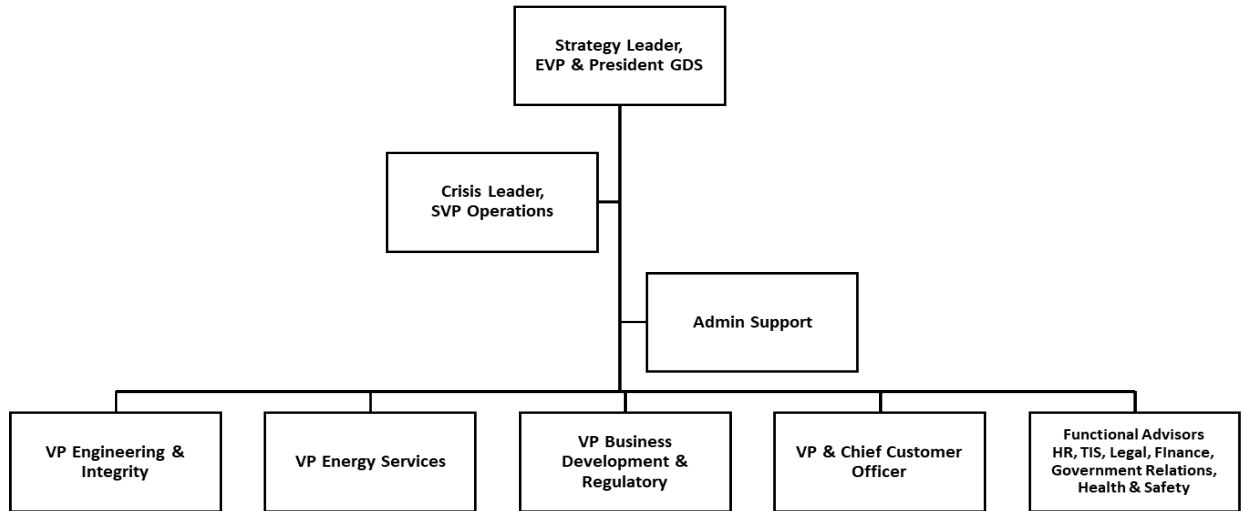 Strategy Leader,
EVP & President GDS
Crisis Leader,
SVP Operations
Admin Support
VP Engineering &
Integrity
VP Energy Services
VP Business
Development &
Regulatory
VP & Chief Customer
Officer
Functional Advisors
HR, TIS, Legal, FInance,
Government Relations,
Health & Safety